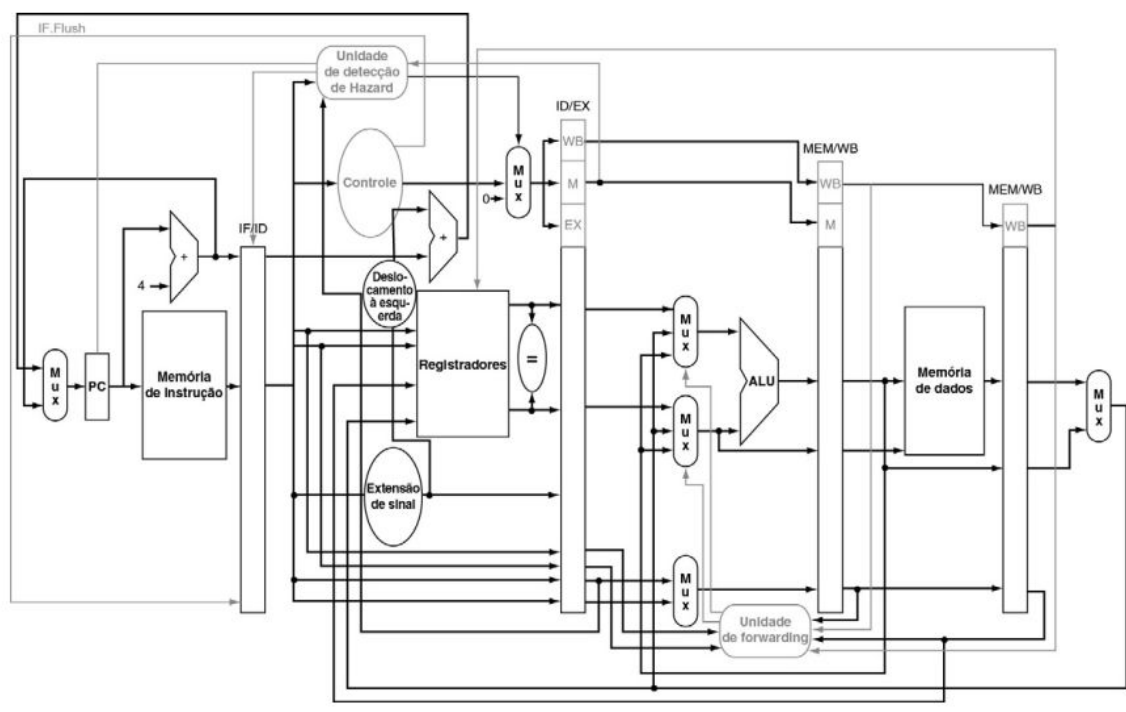 IF.Flush
Unidade
de detecção
de Hazard
ID/EX
WB
M
EX
Mux
0
Controle
MEM/WB
WB
M
MEM/WB
WB
IF/ID
+
4
+
Deslo-
camento
à esqu-
erda
Mux
PC
Memória
de Instrução
Registradores
=
Mux
Mux
ALU
Memória
de dados
Mux
Extensão
de sinal
Mux
Unidade
de forwarding